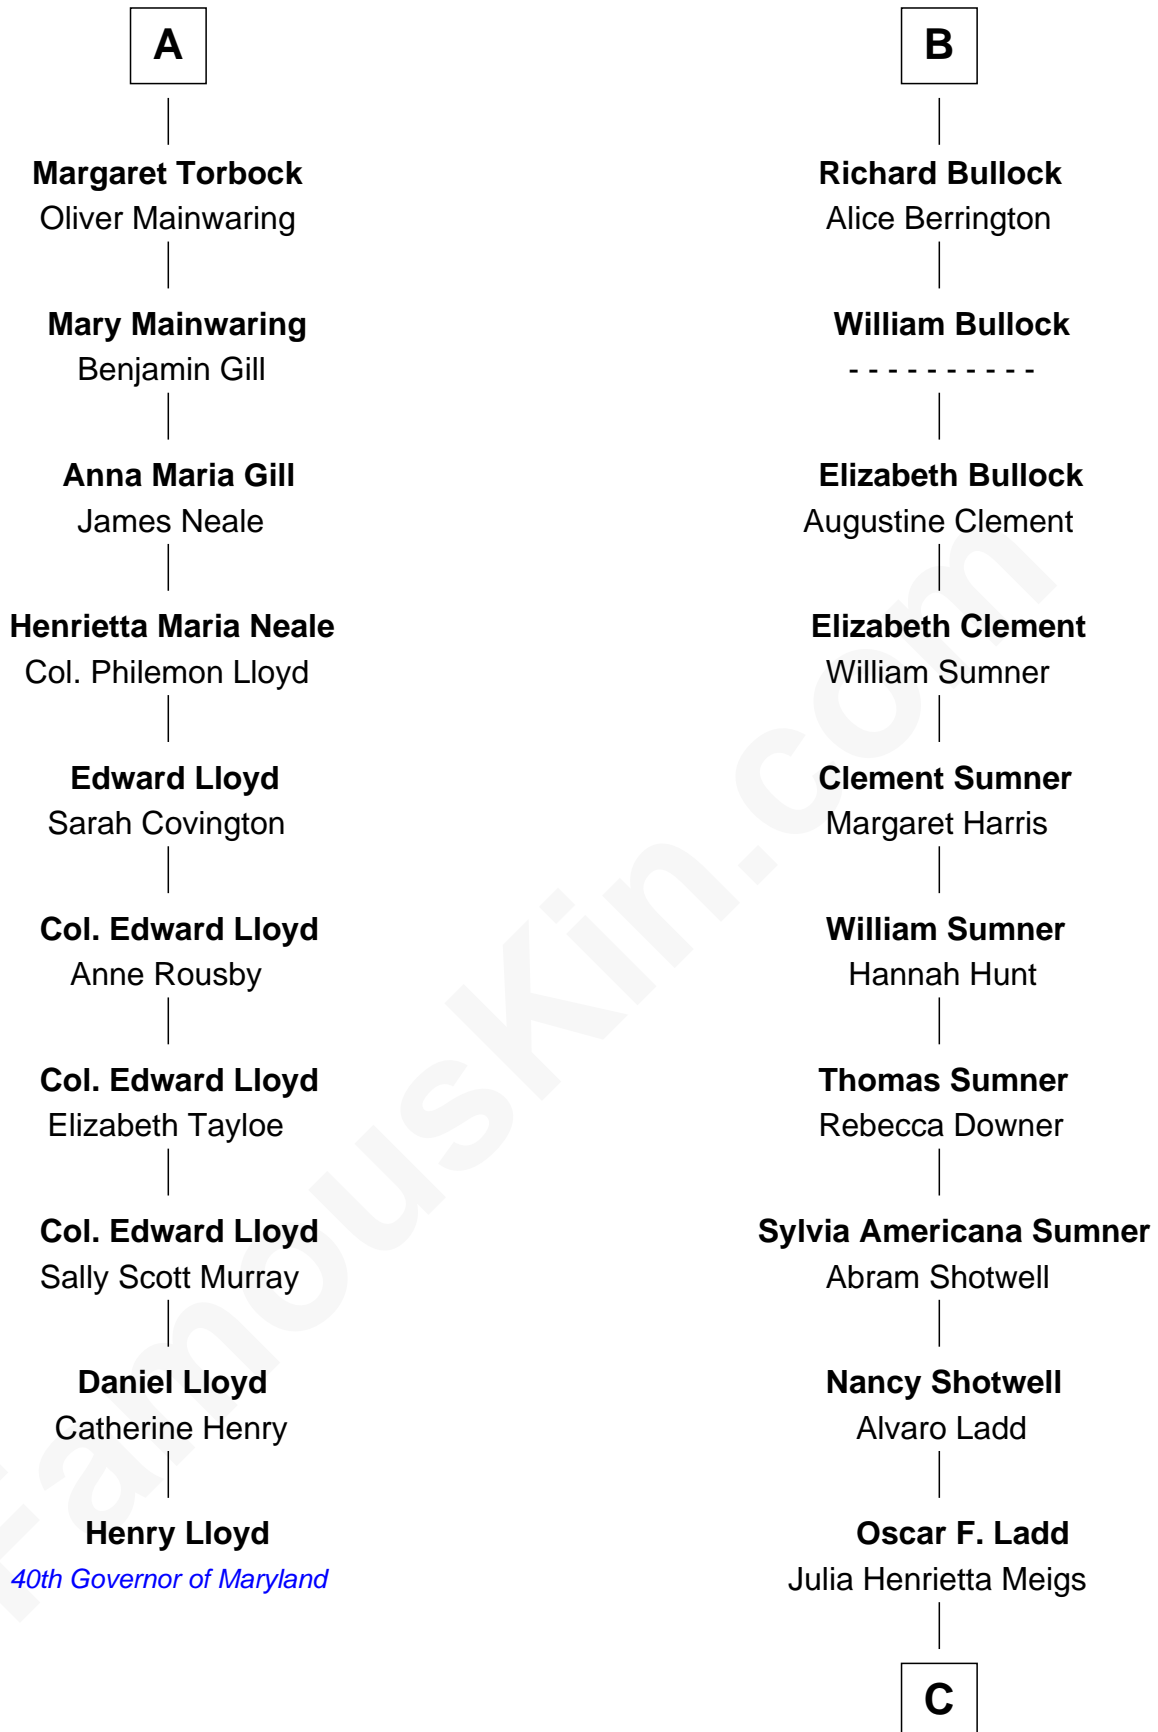 A
Margaret Torbock
Oliver Mainwaring
Mary Mainwaring
Benjamin Gill
Anna Maria Gill
James Neale
Henrietta Maria Neale
Col. Philemon Lloyd
Edward Lloyd
Sarah Covington
Col. Edward Lloyd
Anne Rousby
Col. Edward Lloyd
Elizabeth Tayloe
Col. Edward Lloyd
Sally Scott Murray
Daniel Lloyd
Catherine Henry
Henry Lloyd
40th Governor of Maryland
B
Richard Bullock
Alice Berrington
William Bullock
- - - - - - - - - -
Elizabeth Bullock
Augustine Clement
Elizabeth Clement
William Sumner
Clement Sumner
Margaret Harris
William Sumner
Hannah Hunt
Thomas Sumner
Rebecca Downer
Sylvia Americana Sumner
Abram Shotwell
Nancy Shotwell
Alvaro Ladd
Oscar F. Ladd
Julia Henrietta Meigs
C
FamousKin.com